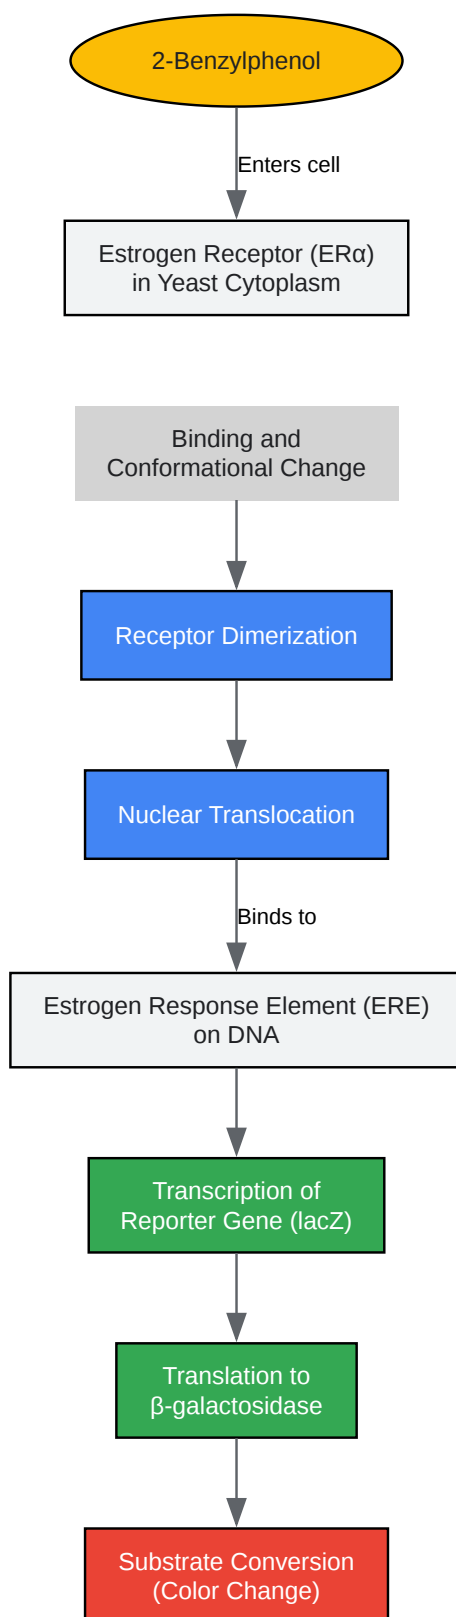 2-Benzylphenol
Enters cell
Estrogen Receptor (ERα)
in Yeast Cytoplasm
Binding and
Conformational Change
Receptor Dimerization
Nuclear Translocation
Binds to
Estrogen Response Element (ERE)
on DNA
Transcription of
Reporter Gene (lacZ)
Translation to
β-galactosidase
Substrate Conversion
(Color Change)